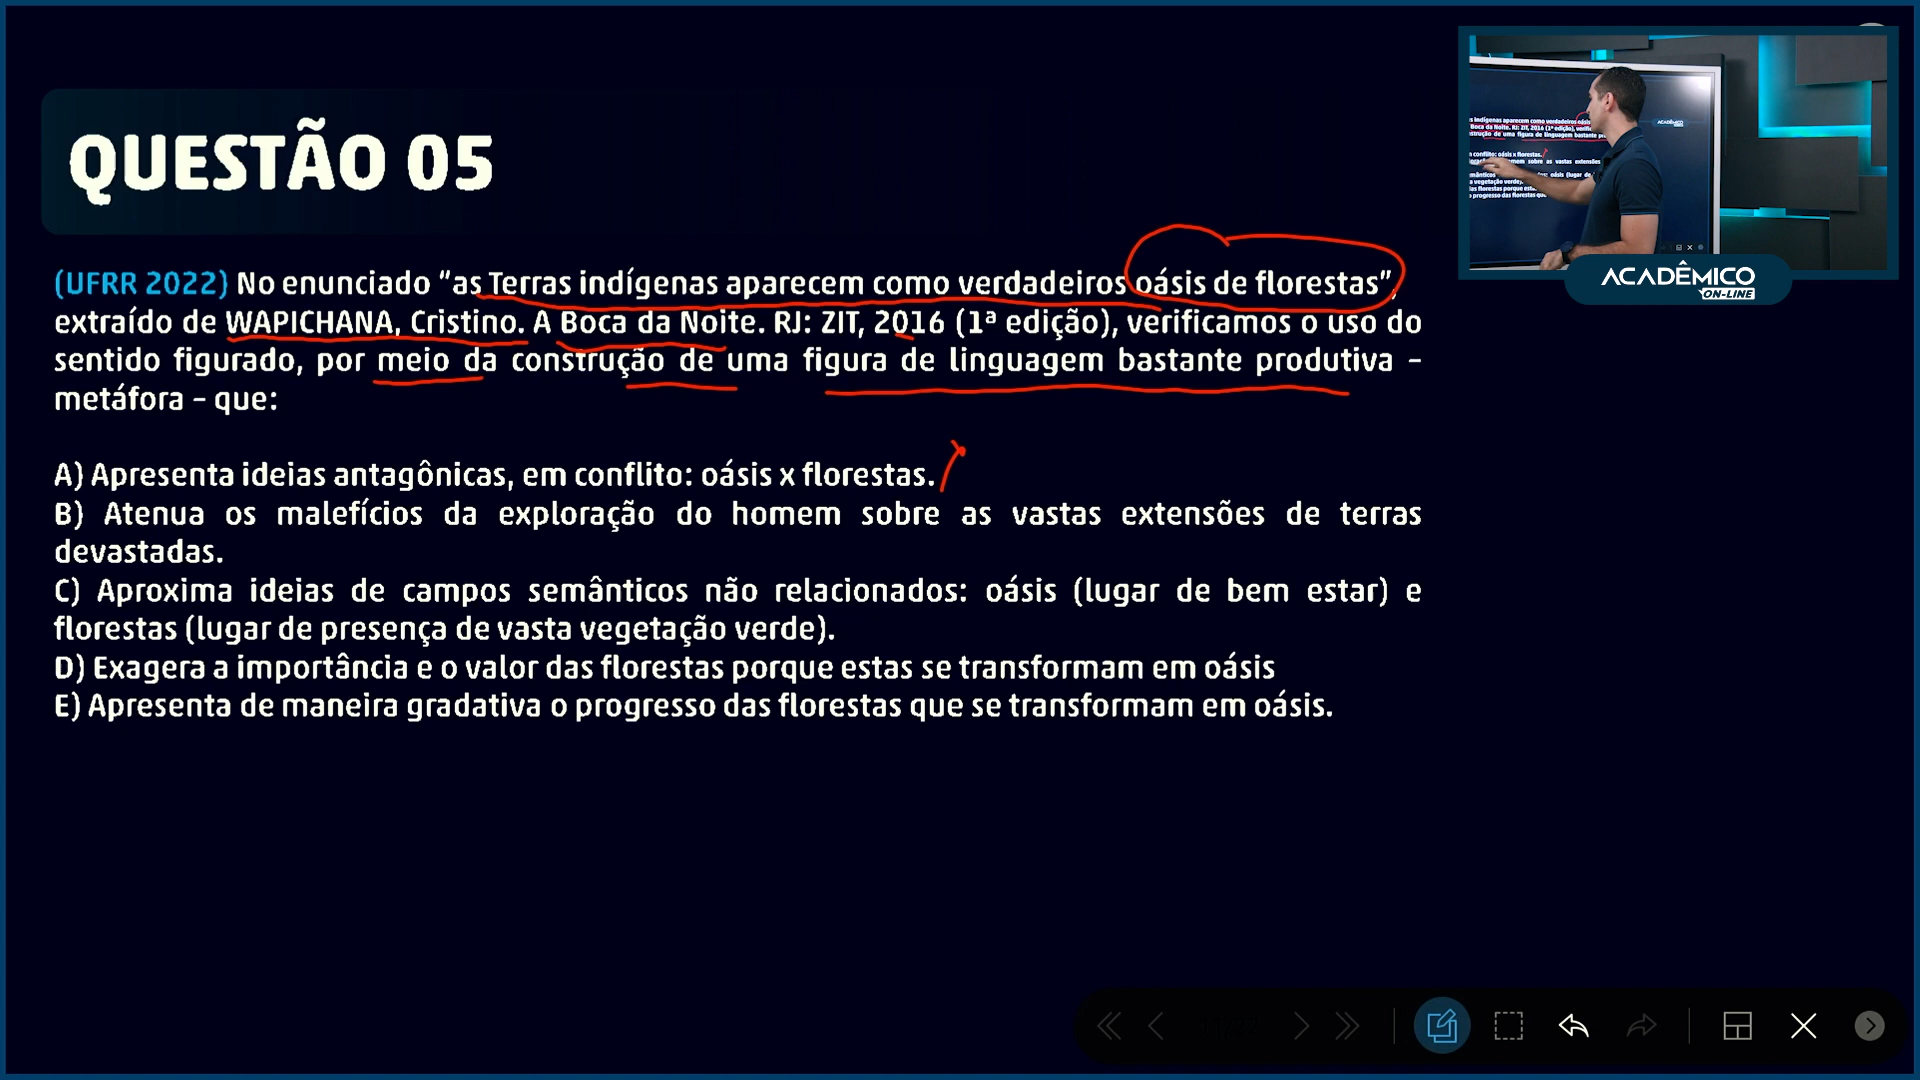 QUESTÃO 05
(UFRR 2022) No enunciado “as Terras indígenas aparecem como verdadeiros oásis de florestas”,
extraído de WAPICHANA, Cristino. A Boca da Noite. RJ: ZIT, 2016 (1ª edição), verificamos o uso do
sentido figurado, por meio da construção de uma figura de linguagem bastante produtiva –
metáfora – que:
A) Apresenta ideias antagônicas, em conflito: oásis x florestas.
B) Atenua os malefícios da exploração do homem sobre as vastas extensões de terras
devastadas.
C) Aproxima ideias de campos semânticos não relacionados: oásis (lugar de bem estar) e
florestas (lugar de presença de vasta vegetação verde).
D) Exagera a importância e o valor das florestas porque estas se transformam em oásis
E) Apresenta de maneira gradativa o progresso das florestas que se transformam em oásis.
ACADÊMICO
ON-LINE